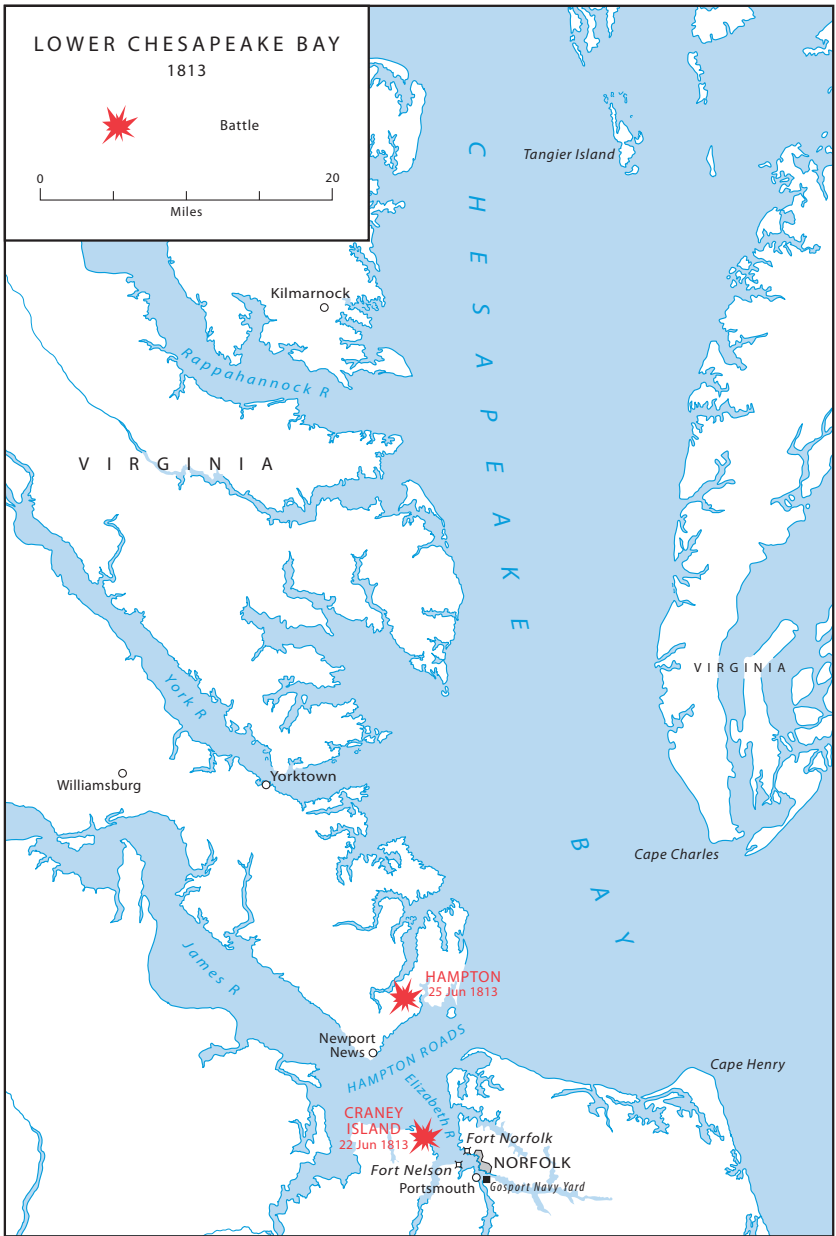 LOWER CHESAPEAKE BAY
1813
Battle
0 20
Miles
CHESAPEAKE
BAY
Tangier Island
Kilmarnock
Rappahannock R
VIRGINIA
VIRGINIA
York R
Yorktown
Williamsburg
Cape Charles
James R
HAMPTON
25 Jun 1813
Newport
News
HAMPTON ROADS
Cape Henry
Elizabeth R
CRANEY
ISLAND
22 Jun 1813
Fort Norfolk
Fort Nelson
NORFOLK
Portsmouth
Gosport Navy Yard